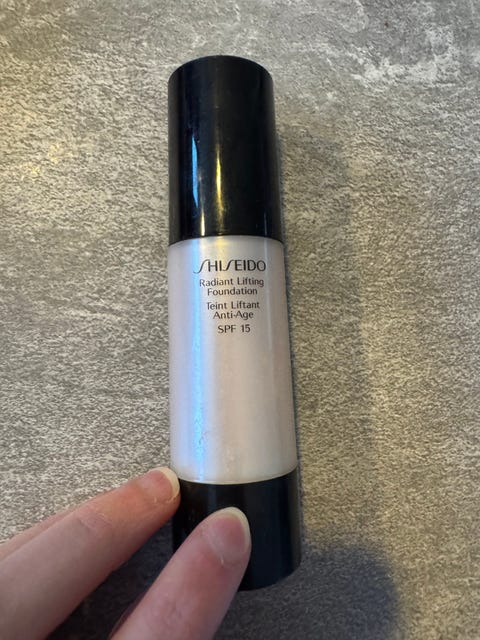 SHISEIDO
Radiant Lifting
Foundation
Teint Liftant
Anti-Age
SPF 15